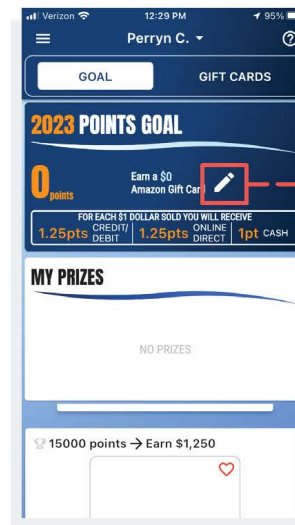 Verizon 12:29 PM 95%
Perryn C.
GOAL GIFT CARDS
2023 POINTS GOAL
0 points
Earn a $0
Amazon Gift Card
FOR EACH $1 DOLLAR SOLD YOU WILL RECEIVE
1.25pts CREDIT/ DEBIT 1.25pts ONLINE DIRECT 1pt CASH
MY PRIZES
NO PRIZES
15000 points → Earn $1,250